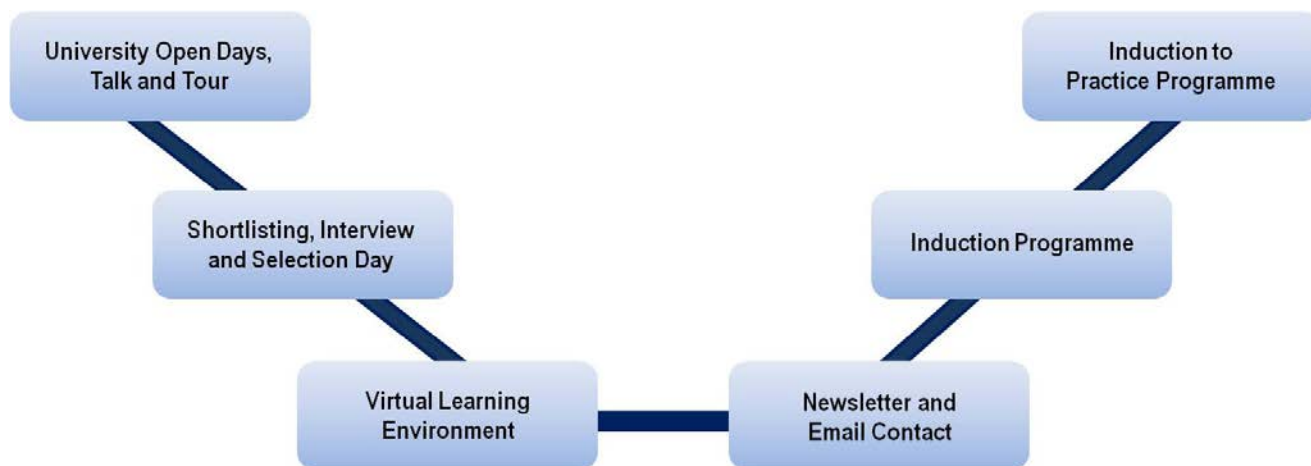 University Open Days,
Talk and Tour
Shortlisting, Interview
and Selection Day
Virtual Learning
Environment
Newsletter and
Email Contact
Induction Programme
Induction to
Practice Programme